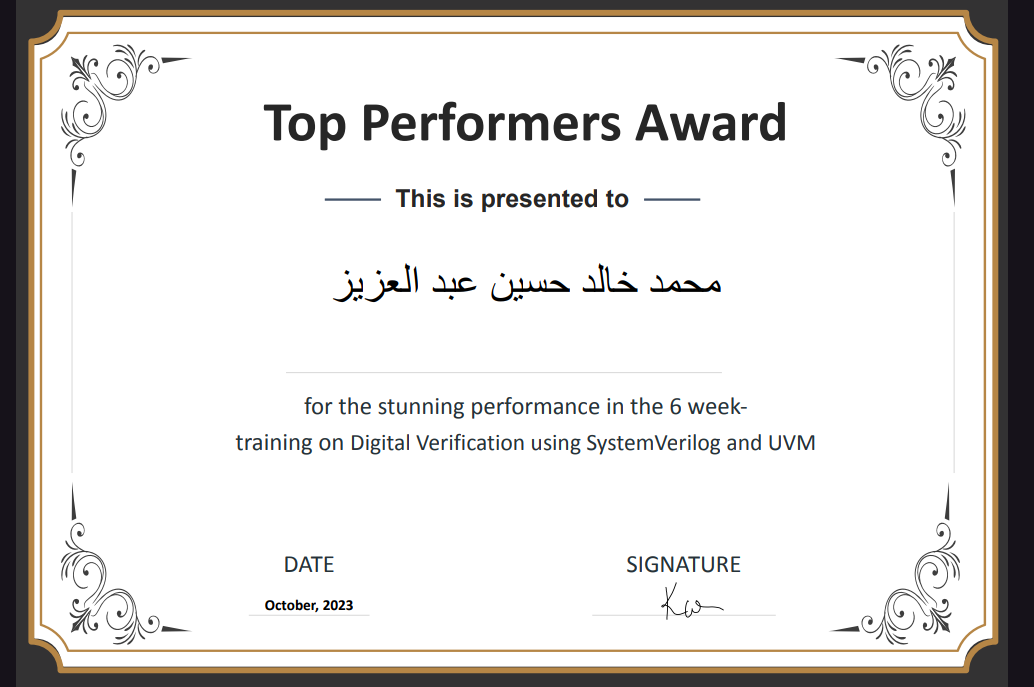 Top Performers Award
This is presented to
محمد خالد حسين عبد العزيز
for the stunning performance in the 6 week-
training on Digital Verification using SystemVerilog and UVM
DATE
SIGNATURE
October, 2023